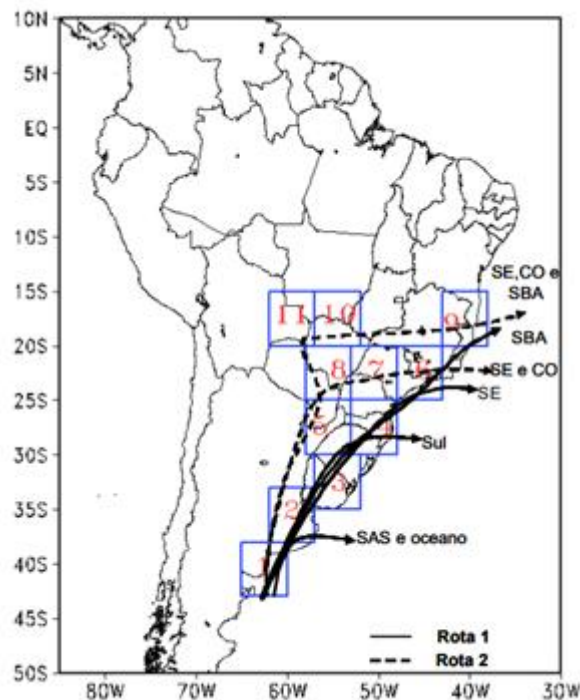 10N
5N
EQ
5S
10S
15S
20S
25S
30S
35S
40S
45S
50S
SE,CO e
SBA
SBA
SE e CO
SE
Sul
SAS e oceano
11 10 9
8 7 6
5 4
3
2
1
Rota 1
Rota 2
80W 70W 60W 50W 40W 30W